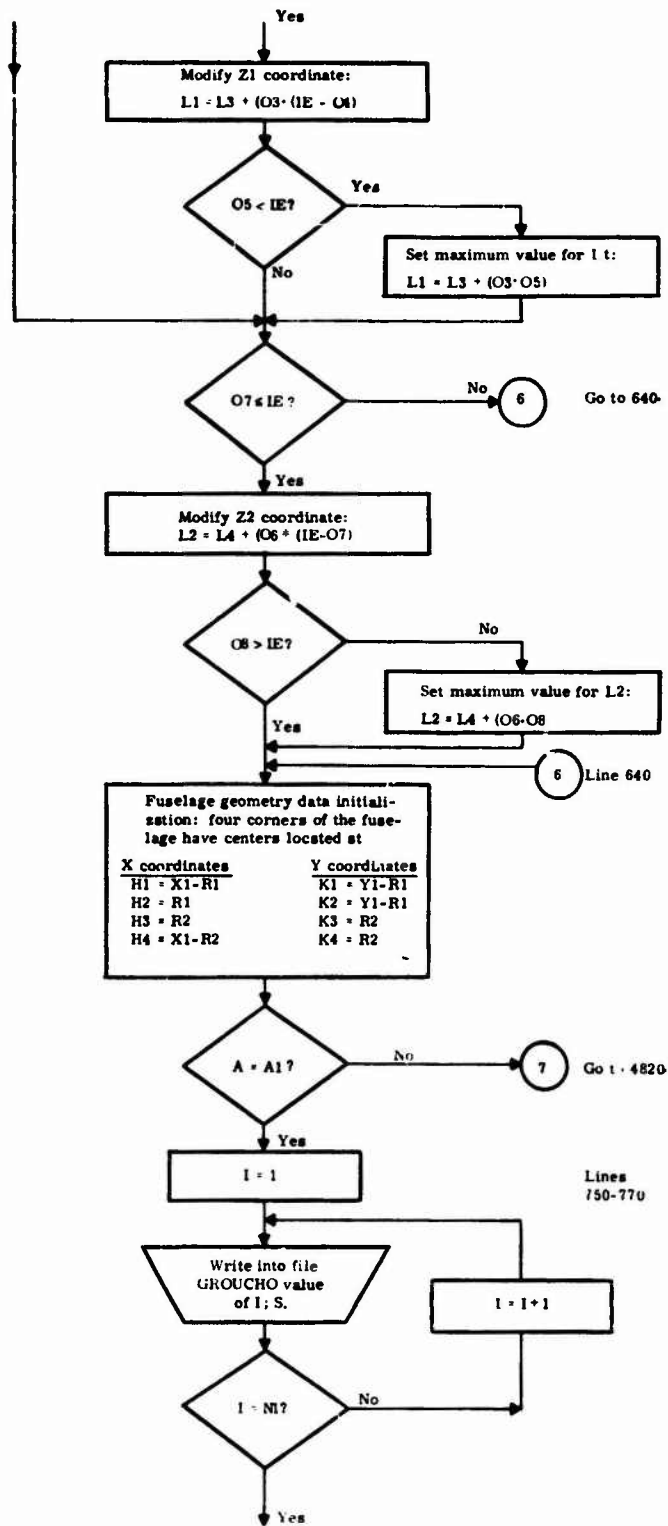 Yes
Modify Z1 coordinate:
L1 = L3 + (O3· (IE - O4)
O5 < IE?
Yes
No
Set maximum value for
L1 = L3 + (O3·O5)
O7 ≤ IE ?
No
6
Go to 640.
Yes
Modify Z2 coordinate:
L2 = L4 + (O6 * (IE-O7)
O8 > IE?
No
Set maximum value for L2:
L2 = L4 + (O6·O8
Yes
6
Line 640
Fuselage geometry data initiali-
zation: four corners of the fuse-
lage have centers located at
X coordinates
Y coordinates
H1 = X1-R1
K1 = Y1-R1
H2 = R1
K2 = Y1-R1
H3 = R2
K3 = R2
H4 = X1-R2
K4 = R2
A = A1?
No
7
Go 4820.
Yes
I = 1
Lines
750-770
Write into file
GROUCHO value
of I; S.
I = I + 1
I = N1?
No
Yes